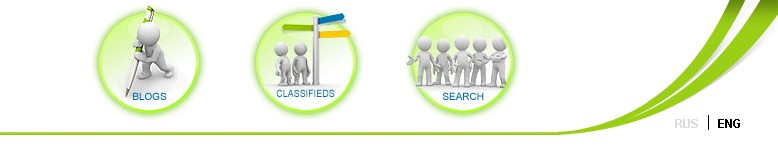 BLOGS
CLASSIFIEDS
SEARCH
RUS | ENG